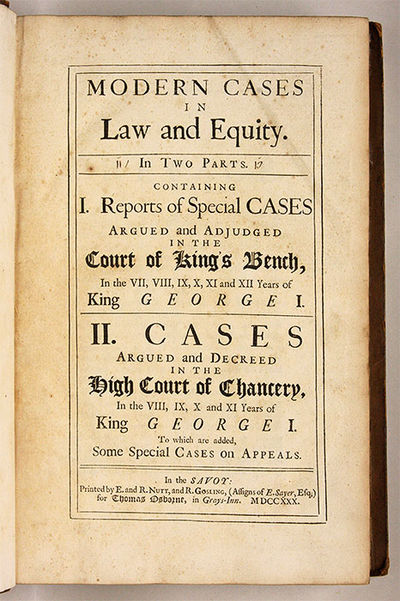 MODERN CASES
IN
Law and Equity.
In Two Parts.
CONTAINING
I. Reports of Special CASES
ARGUED and ADJUDGED
IN THE
Court of King's Bench,
In the VII, VIII, IX, X, XI and XII Years of
King GEORGE I.
II. CASES
ARGUED and DECREED
IN THE
High Court of Chancery,
In the VIII, IX, X and XI Years of
King GEORGE I.
To which are added,
Some Special CASES on APPEALS.
In the SAVOY:
Printed by E. and R. NUTT, and R. GOSLING, (Assigns of E. Sayer, Esq;)
for Thomas Osborne, in Grays-Inn. MDCCXXX.